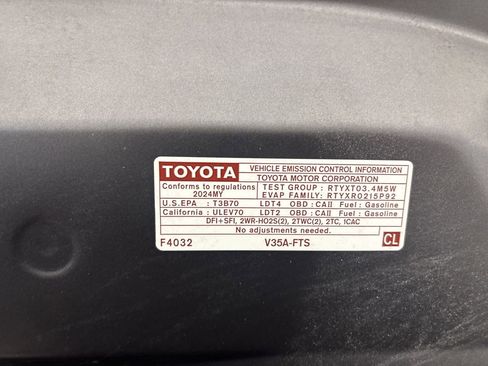 TOYOTA VEHICLE EMISSION CONTROL INFORMATION
TOYOTA MOTOR CORPORATION
Conforms to regulations TEST GROUP : RTYXT03.4M5W
2024MY EVAP FAMILY: RTYXR0215P92
U.S.EPA : T3B70 LDT4 OBD : CAII Fuel : Gasoline
California : ULEV70 LDT2 OBD : CAII Fuel : Gasoline
DFI+SFI, 2WR-HO2S(2), 2TWC(2), 2TC, 1CAC
No adjustments needed.
F4032 V35A-FTS CL